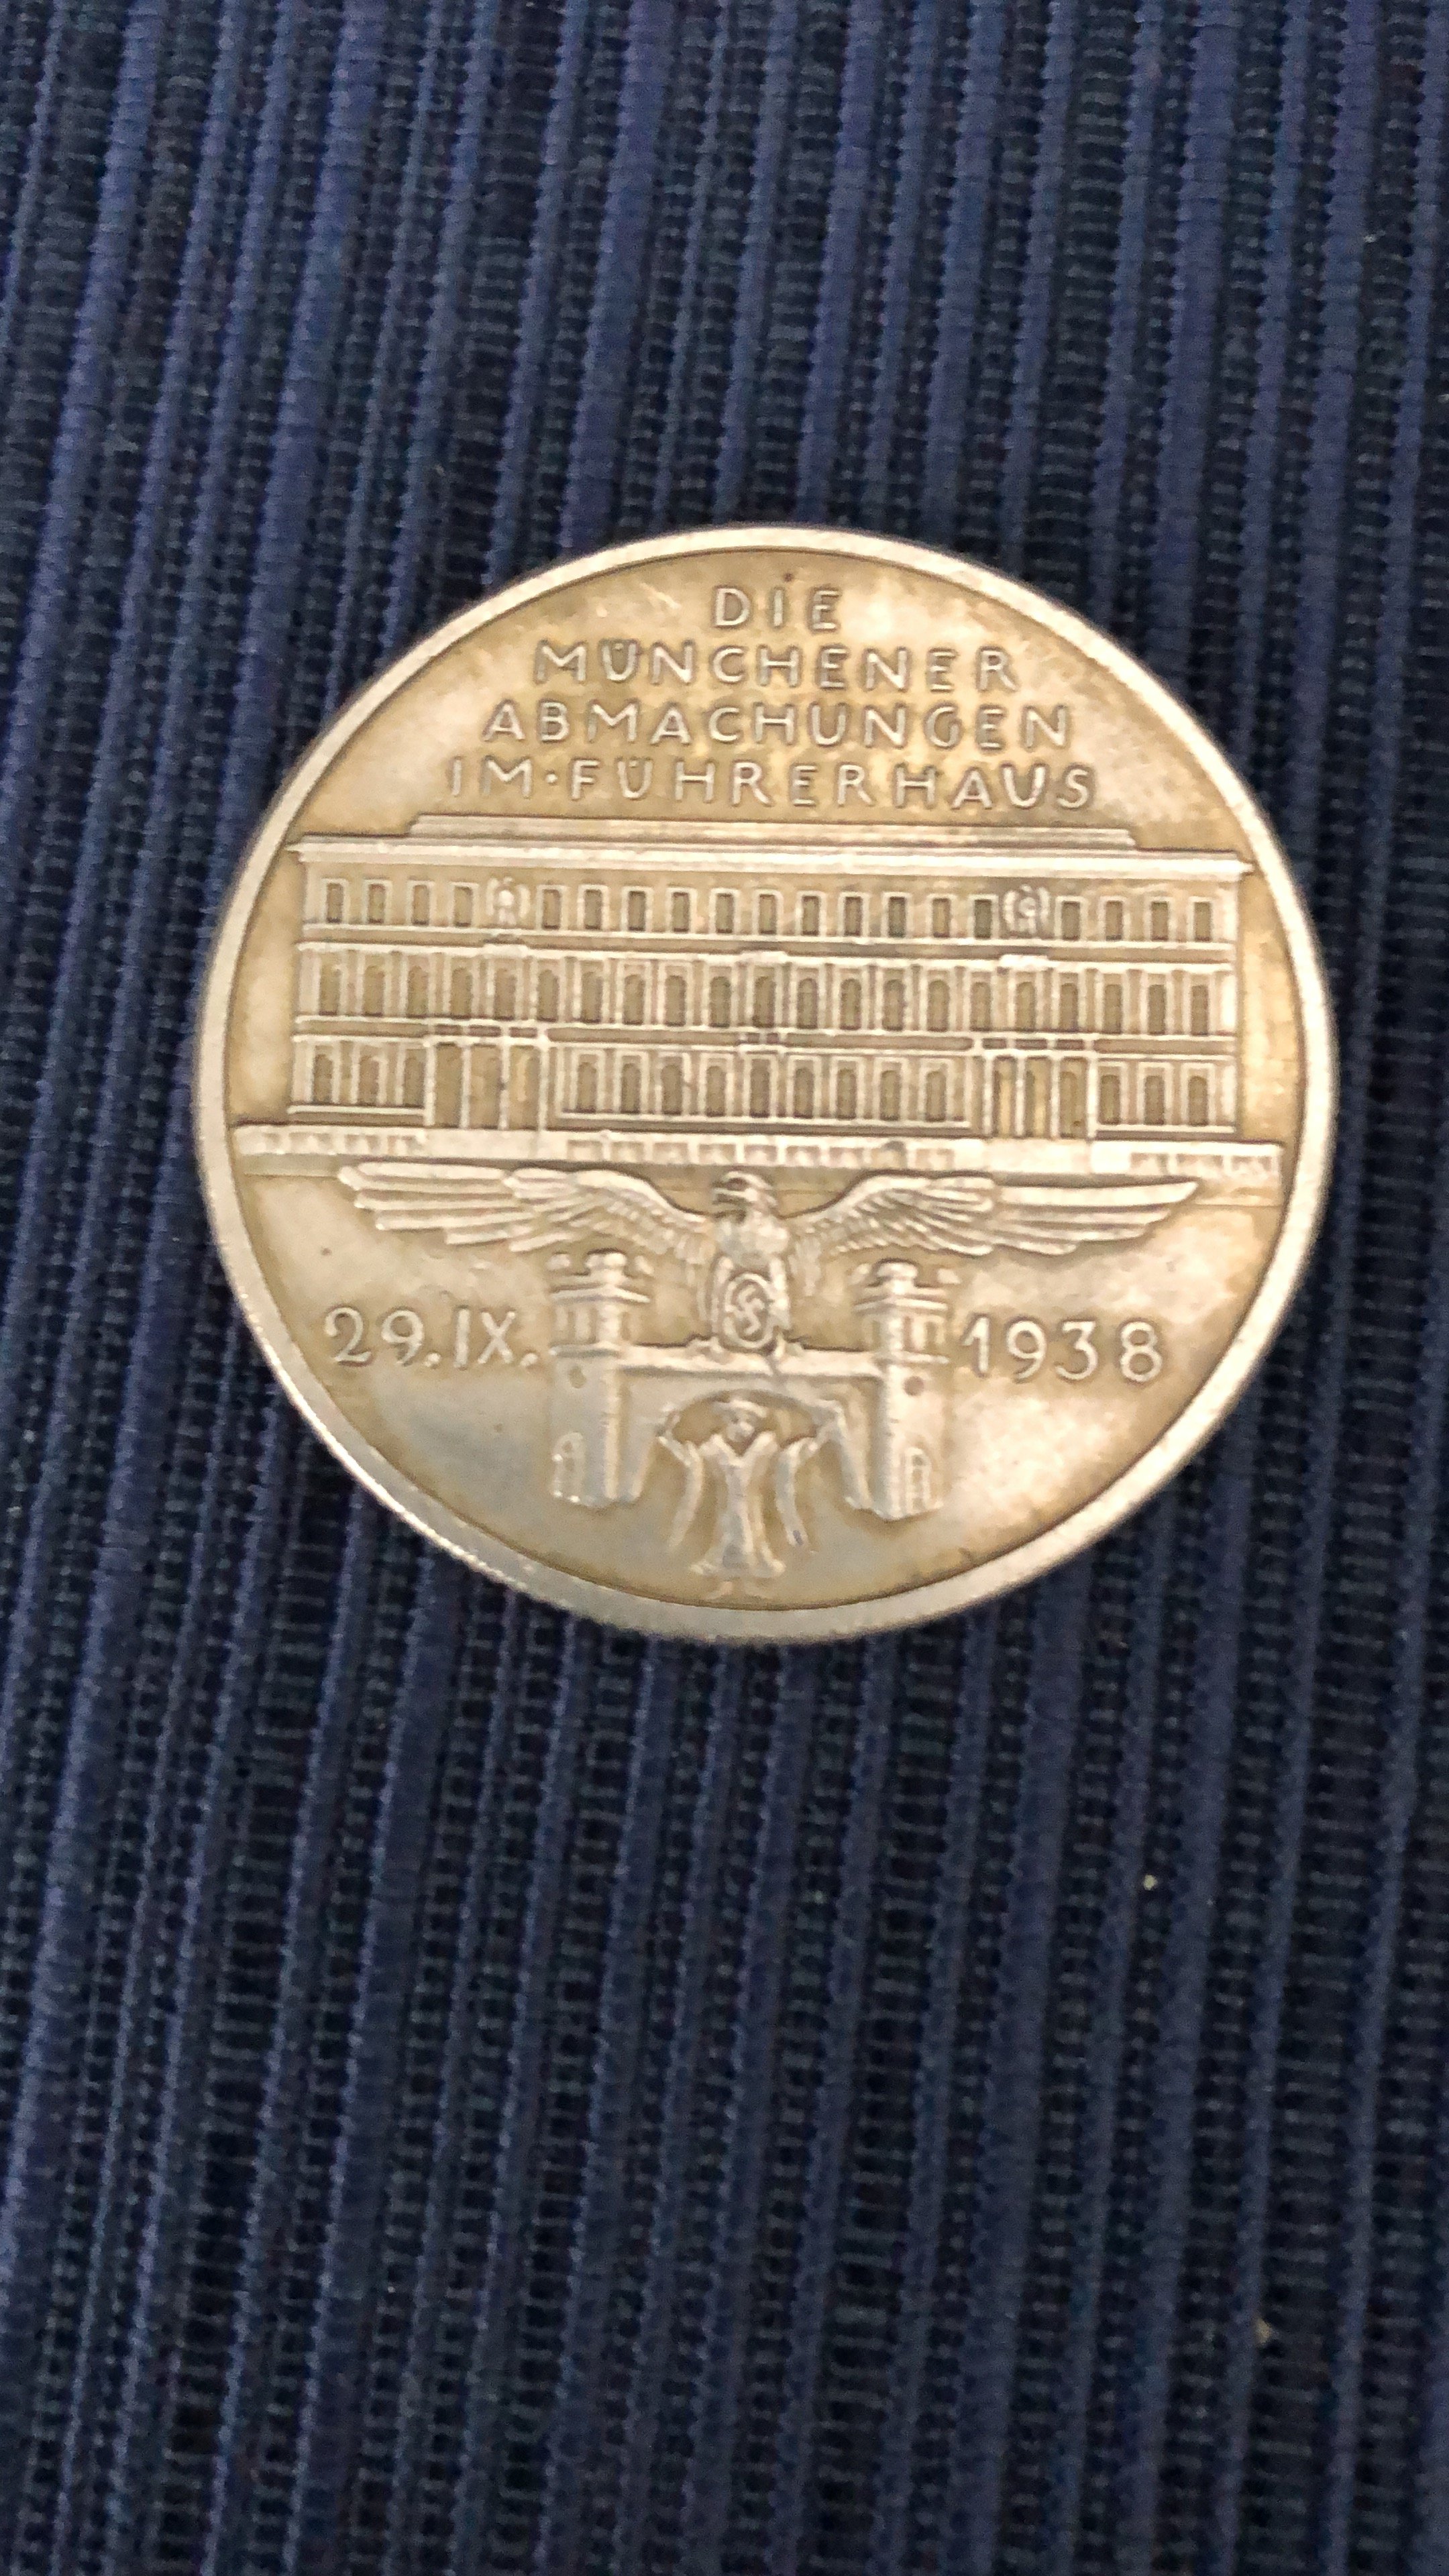 DIE
MÜNCHENER
ABMACHUNGEN
IM·FÜHRERHAUS
29.IX. 1938